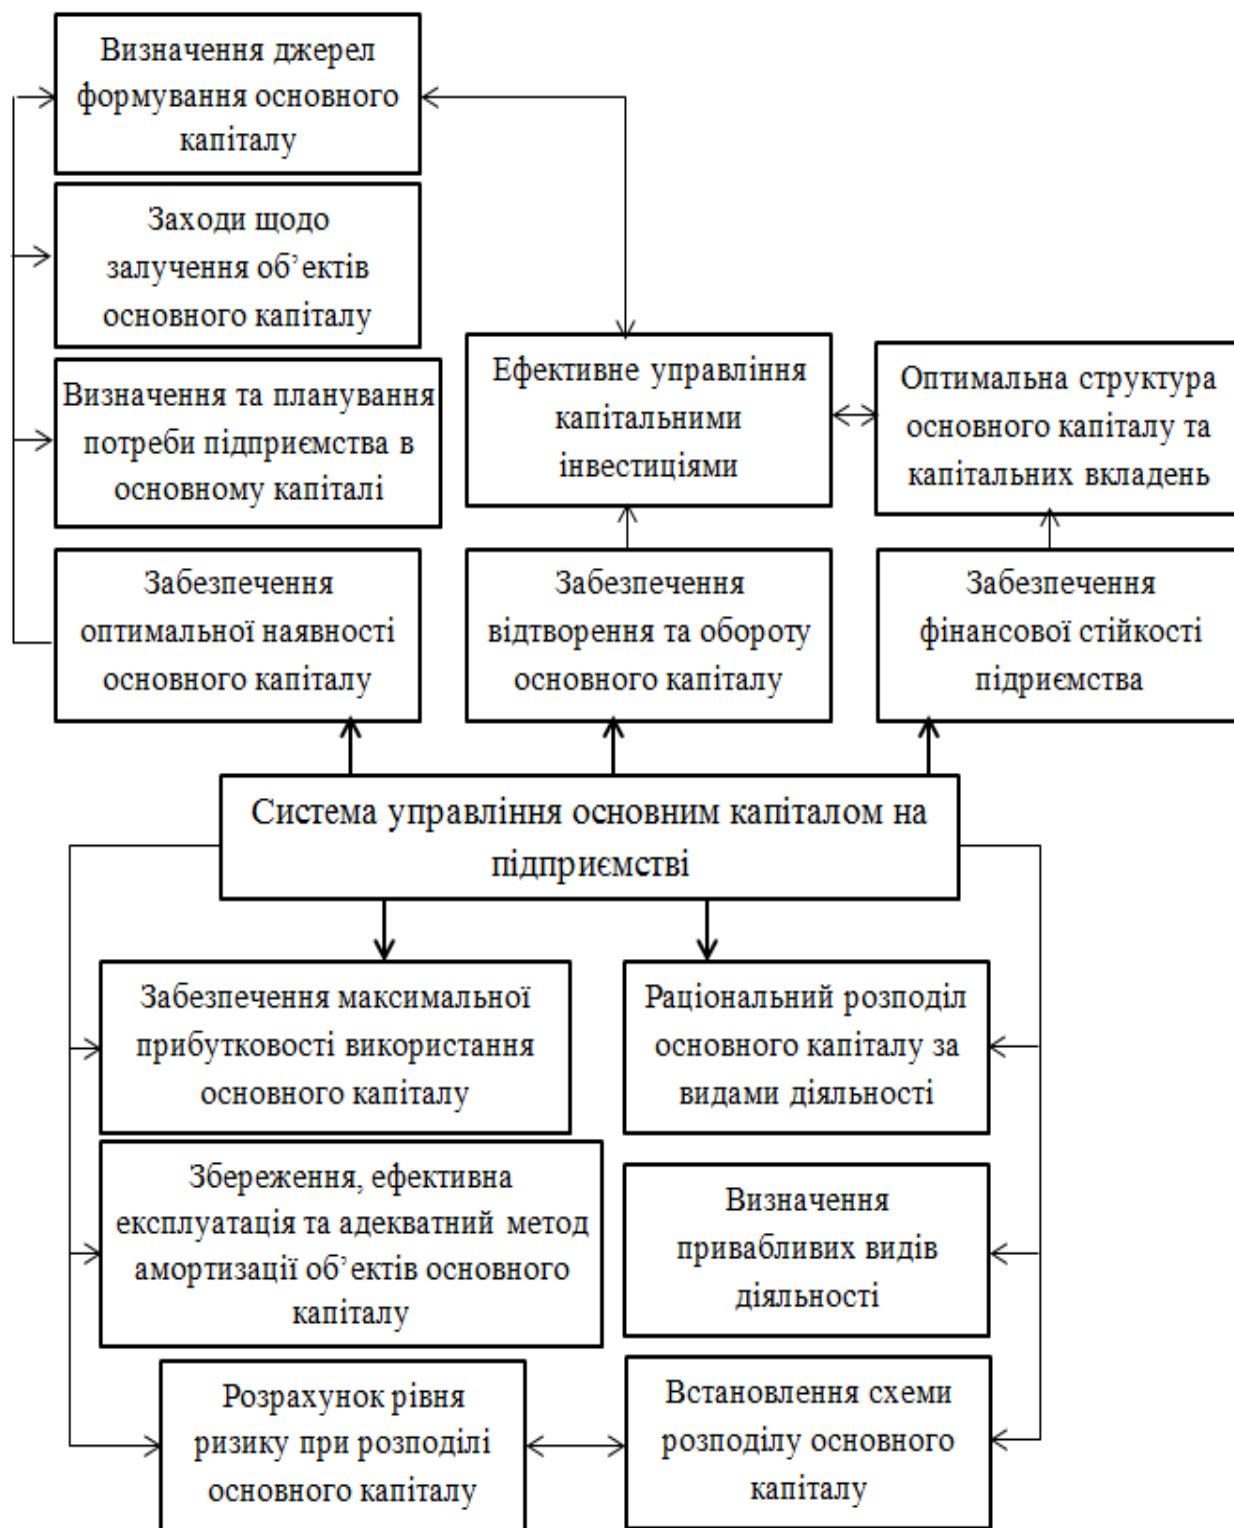 Визначення джерел
формування основного
капіталу
Заходи щодо
залучення об’ектів
основного капіталу
Визначення та планування
потреби підприємства в
основному капіталі
Ефективне управління
капітальними
інвестиціями
Оптимальна структура
основного капіталу та
капітальних вкладень
Забезпечення
оптимальної наявності
основного капіталу
Забезпечення
відтворення та обороту
основного капіталу
Забезпечення
фінансової стійкості
підриємства
Система управління основним капіталом на
підприємстві
Забезпечення максимальної
прибутковості використання
основного капіталу
Раціональний розподіл
основного капіталу за
видами діяльності
Збереження, ефективна
експлуатація та адекватний метод
амортизації об’ектів основного
капіталу
Визначення
привабливих видів
діяльності
Розрахунок рівня
ризику при розподілі
основного капіталу
Встановлення схеми
розподілу основного
капіталу